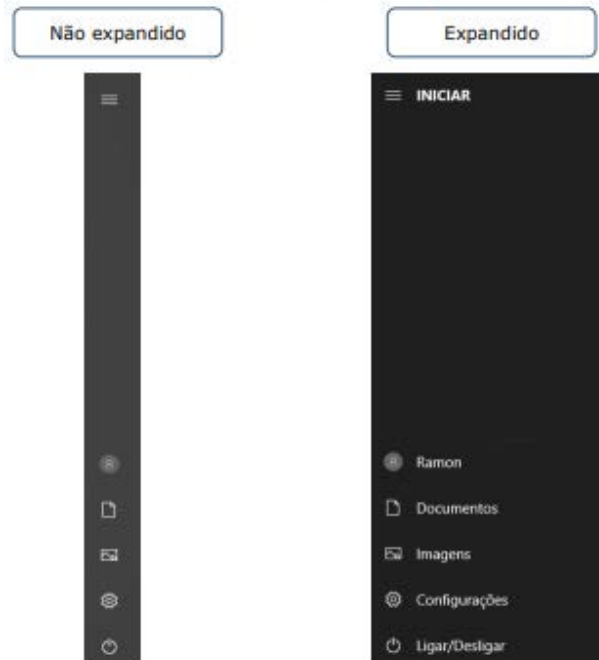 Não expandido
Expandido
INICIAR
Ramon
Documentos
Imagens
Configurações
Ligar/Desligar